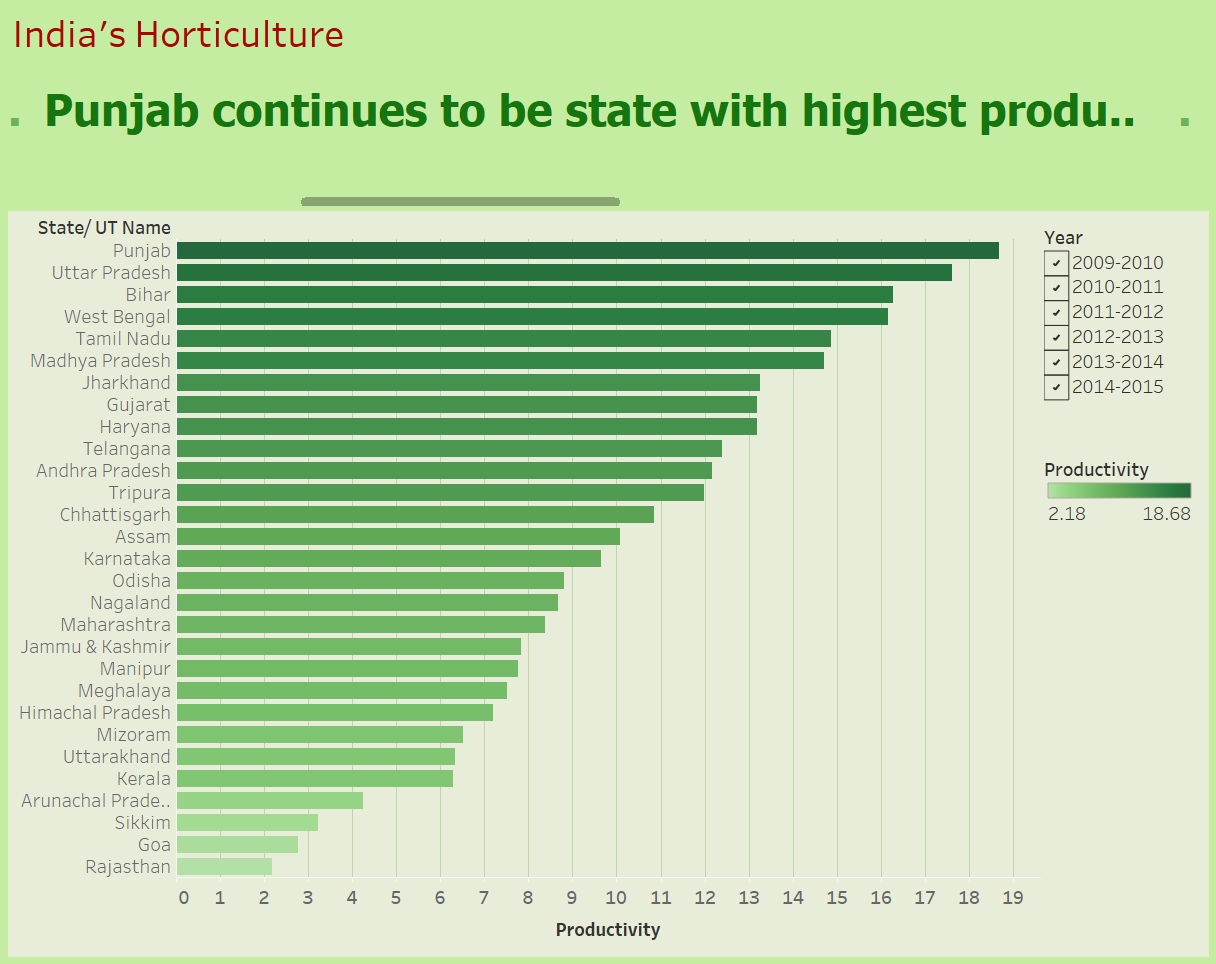 India's Horticulture
. Punjab continues to be state with highest produ.. .
State/ UT Name
Punjab
Uttar Pradesh
Bihar
West Bengal
Tamil Nadu
Madhya Pradesh
Jharkhand
Gujarat
Haryana
Telangana
Andhra Pradesh
Tripura
Chhattisgarh
Assam
Karnataka
Odisha
Nagaland
Maharashtra
Jammu & Kashmir
Manipur
Meghalaya
Himachal Pradesh
Mizoram
Uttarakhand
Kerala
Arunachal Prade..
Sikkim
Goa
Rajasthan
0 1 2 3 4 5 6 7 8 9 10 11 12 13 14 15 16 17 18 19
Productivity
Year
2009-2010
2010-2011
2011-2012
2012-2013
2013-2014
2014-2015
Productivity
2.18 18.68